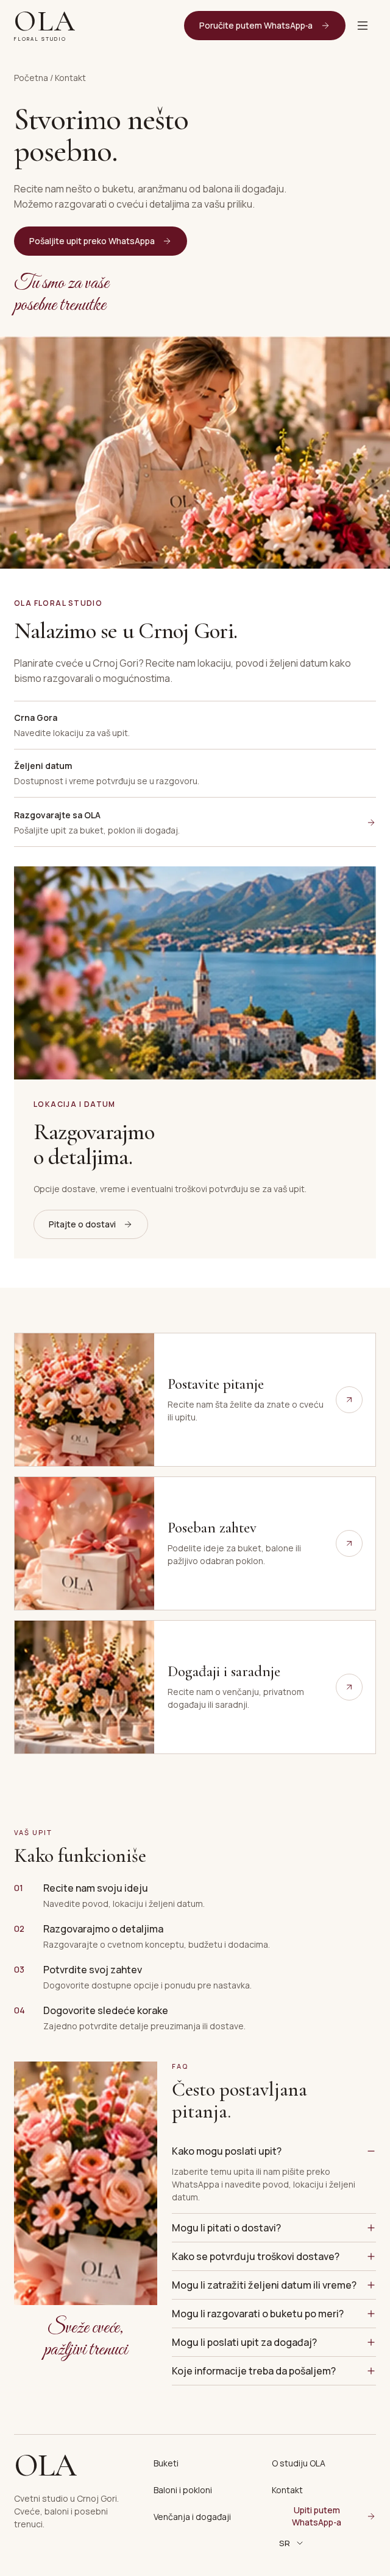 OLA
FLORAL STUDIO
Poručite putem WhatsApp-a
Početna / Kontakt
Stvorimo nešto
posebno.
Recite nam nešto o buketu, aranžmanu od balona ili događaju.
Možemo razgovarati o cveću i detaljima za vašu priliku.
Pošaljite upit preko WhatsAppa
Tu smo za vaše
posebne trenutke
OLA
OLA FLORAL STUDIO
Nalazimo se u Crnoj Gori.
Planirate cveće u Crnoj Gori? Recite nam lokaciju, povod i željeni datum kako
bismo razgovarali o mogućnostima.
Crna Gora
Navedite lokaciju za vaš upit.
Željeni datum
Dostupnost i vreme potvrđuju se u razgovoru.
Razgovarajte sa OLA
Pošaljite upit za buket, poklon ili događaj.
LOKACIJA I DATUM
Razgovarajmo
o detaljima.
Opcije dostave, vreme i eventualni troškovi potvrđuju se za vaš upit.
Pitajte o dostavi
OLA
Postavite pitanje
Recite nam šta želite da znate o cveću
ili upitu.
OLA
Poseban zahtev
Podelite ideje za buket, balone ili
pažljivo odabran poklon.
Događaji i saradnje
Recite nam o venčanju, privatnom
događaju ili saradnji.
VAŠ UPIT
Kako funkcioniše
01 Recite nam svoju ideju
Navedite povod, lokaciju i željeni datum.
02 Razgovarajmo o detaljima
Razgovarajte o cvetnom konceptu, budžetu i dodacima.
03 Potvrdite svoj zahtev
Dogovorite dostupne opcije i ponudu pre nastavka.
04 Dogovorite sledeće korake
Zajedno potvrdite detalje preuzimanja ili dostave.
OLA
Sveže cveće,
pažljivi trenuci
FAQ
Često postavljana
pitanja.
Kako mogu poslati upit?
Izaberite temu upita ili nam pišite preko
WhatsAppa i navedite povod, lokaciju i željeni
datum.
Mogu li pitati o dostavi?
Kako se potvrđuju troškovi dostave?
Mogu li zatražiti željeni datum ili vreme?
Mogu li razgovarati o buketu po meri?
Mogu li poslati upit za događaj?
Koje informacije treba da pošaljem?
OLA
Cvetni studio u Crnoj Gori.
Cveće, baloni i posebni
trenuci.
Buketi
Baloni i pokloni
Venčanja i događaji
O studiju OLA
Kontakt
Upiti putem
WhatsApp-a
SR